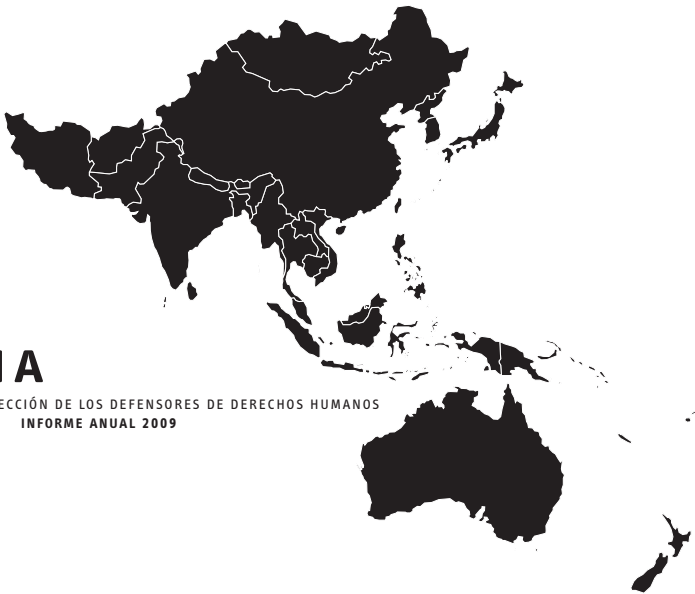 IA
ECCIÓN DE LOS DEFENSORES DE DERECHOS HUMANOS
INFORME ANUAL 2009